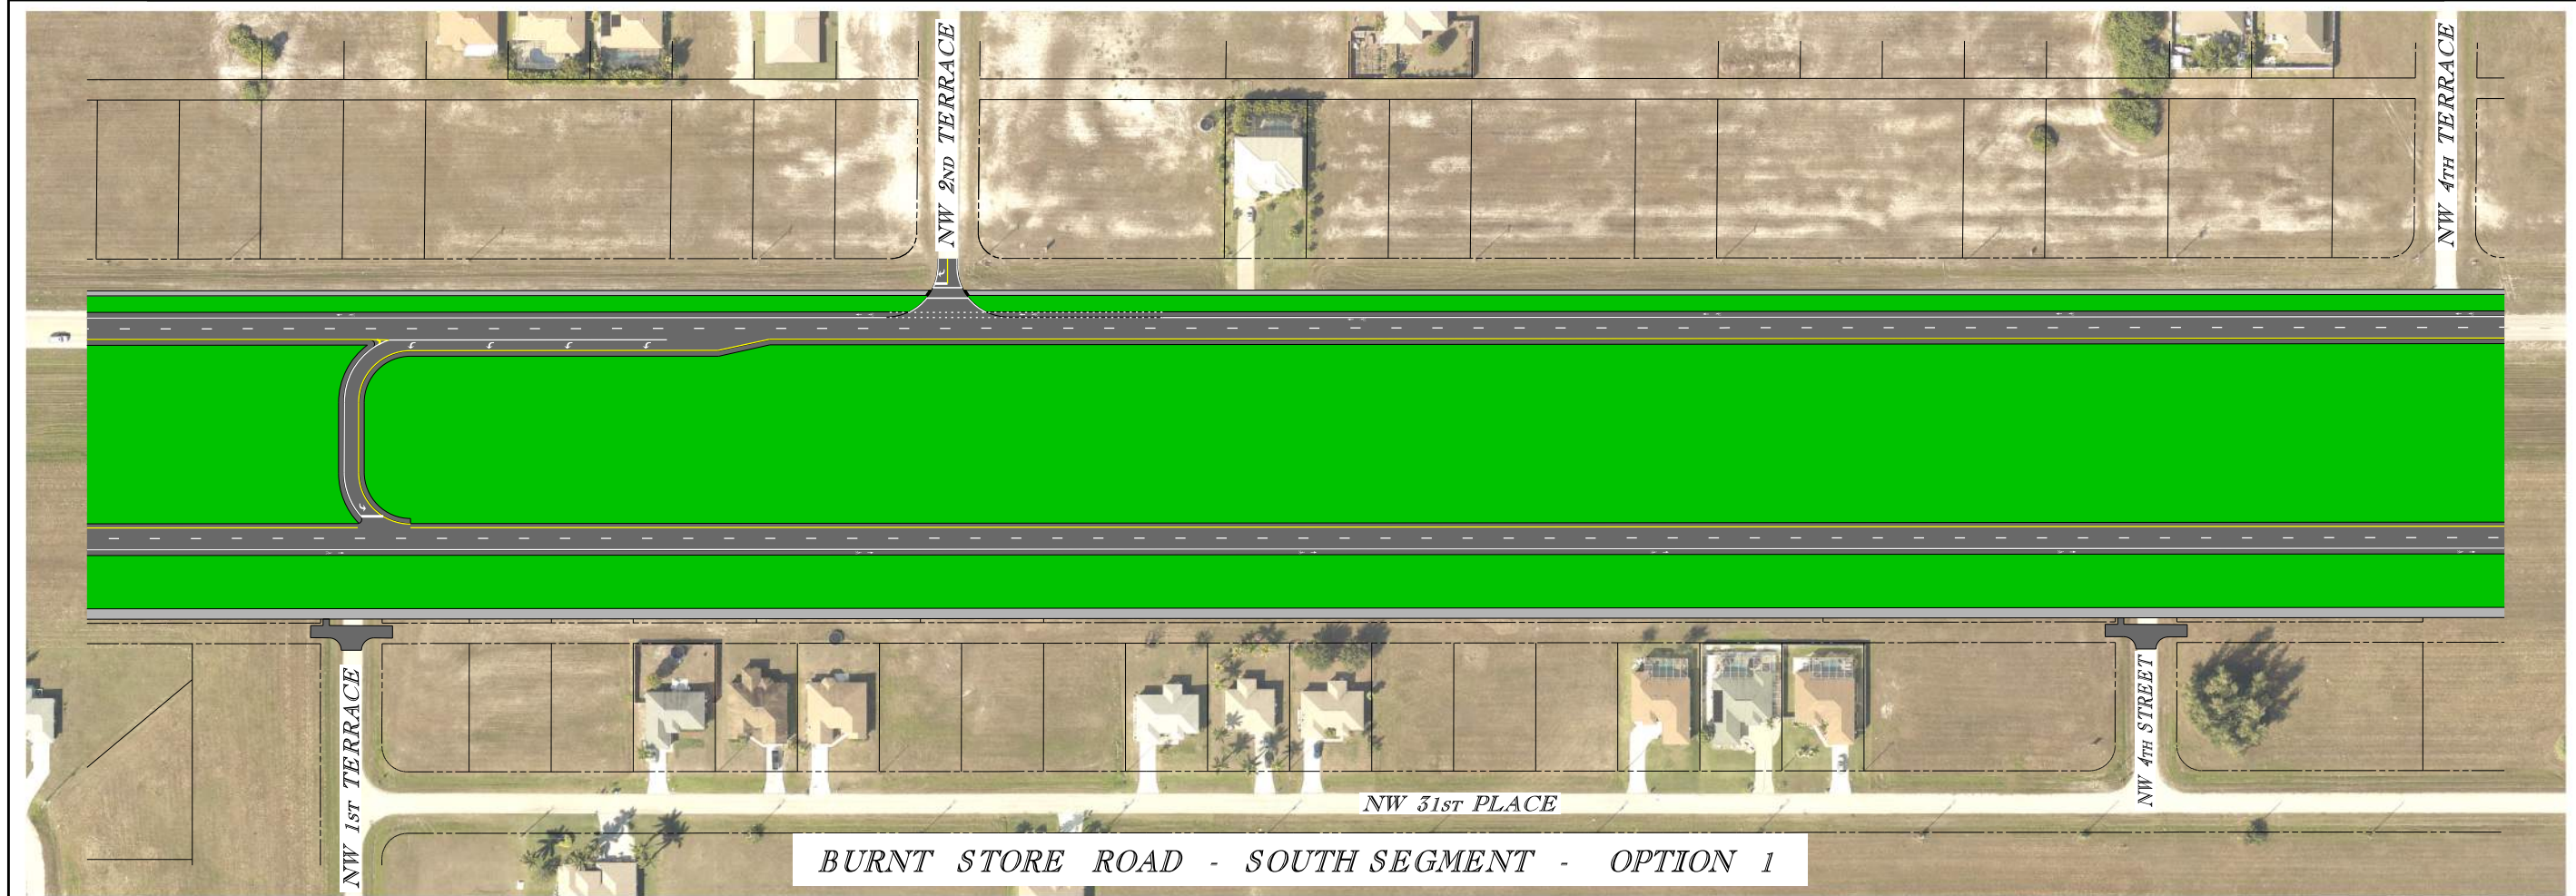 NW 2ND TERRACE
NW 4TH TERRACE
NW 1ST TERRACE
NW 4TH STREET
NW 31ST PLACE
BURNT STORE ROAD - SOUTH SEGMENT - OPTION 1